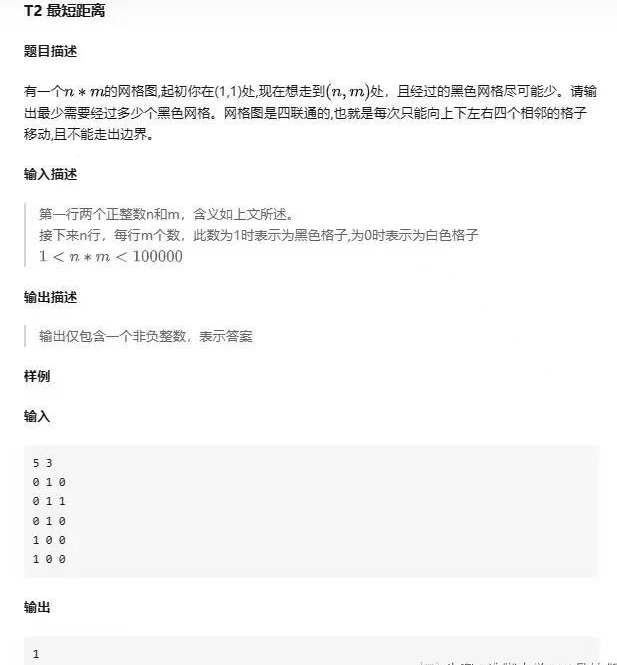 T2 最短距离
题目描述
有一个n * m的网格图,起初你在(1,1)处,现在想走到(n, m)处，且经过的黑色网格尽可能少。请输
出最少需要经过多少个黑色网格。网格图是四联通的,也就是每次只能向上下左右四个相邻的格子
移动,且不能走出边界。
输入描述
第一行两个正整数n和m，含义如上文所述。
接下来n行，每行m个数，此数为1时表示为黑色格子,为0时表示为白色格子
1 < n * m < 100000
输出描述
输出仅包含一个非负整数，表示答案
样例
输入
5 3
0 1 0
0 1 1
0 1 0
1 0 0
1 0 0
输出
1